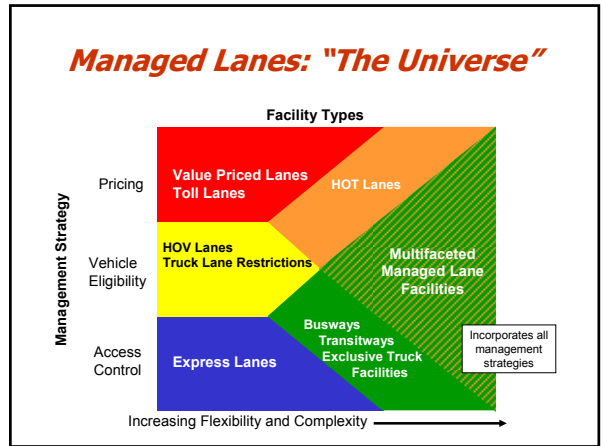 Managed Lanes: “The Universe”
Facility Types
Management Strategy
Pricing
Value Priced Lanes
Toll Lanes
HOT Lanes
Vehicle
Eligibility
HOV Lanes
Truck Lane Restrictions
Multifaceted
Managed Lane
Facilities
Access
Control
Express Lanes
Busways
Transitways
Exclusive Truck
Facilities
Incorporates all
management
strategies
Increasing Flexibility and Complexity